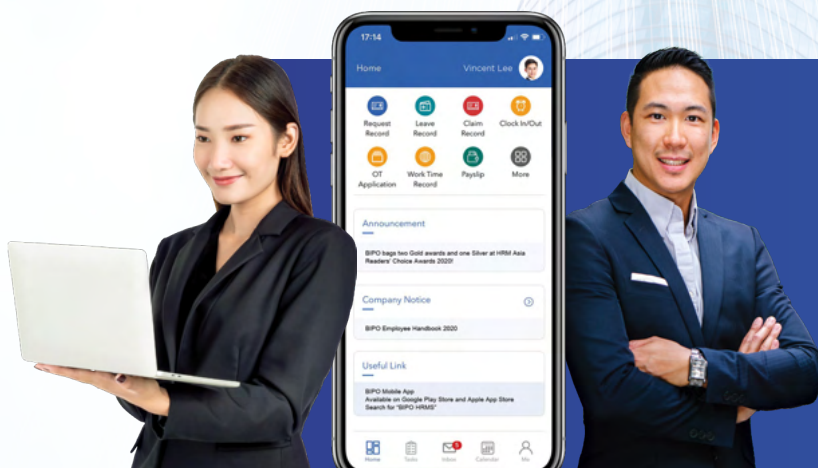 17:14
Home
Vincent Lee
Request
Record
Leave
Record
Claim
Record
Clock In/Out
OT
Application
Work Time
Record
Payslip
More
Announcement
BIPO bags two Gold awards and one Silver at HRM Asia
Readers' Choice Awards 2020!
Company Notice
BIPO Employee Handbook 2020
Useful Link
BIPO Mobile App
Available on Google Play Store and Apple App Store
Search for "BIPO HRMS"
Home
Tasks
Inbox
Calendar
Me